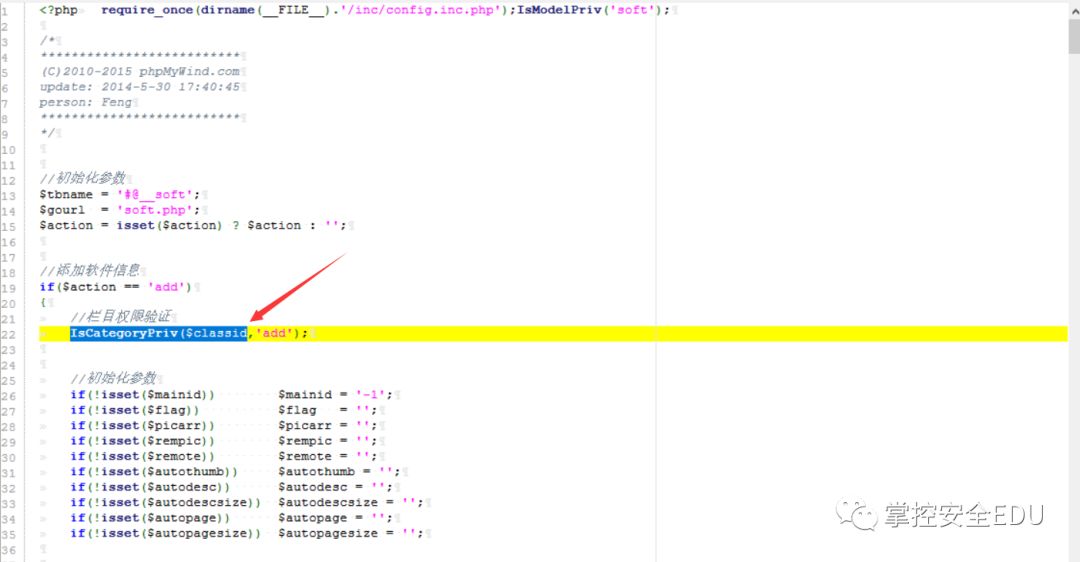 1 <?php require_once(dirname(__FILE__).'/inc/config.inc.php');IsModelPriv('soft');
2
3 /*
4 **************************
5 (C)2010-2015 phpMyWind.com
6 update: 2014-5-30 17:40:45
7 person: Feng
8 **************************
9 */
10
11
12 //初始化参数
13 $tbname = '#@__soft';
14 $gourl = 'soft.php';
15 $action = isset($action) ? $action : '';
16
17
18 //添加软件信息
19 if($action == 'add')
20 {
21 //栏目权限验证
22 IsCategoryPriv($classid,'add');
23
24
25 //初始化参数
26 if(!isset($mainid)) $mainid = '-1';
27 if(!isset($flag)) $flag = '';
28 if(!isset($picarr)) $picarr = '';
29 if(!isset($rempic)) $rempic = '';
30 if(!isset($remote)) $remote = '';
31 if(!isset($autothumb)) $autothumb = '';
32 if(!isset($autodesc)) $autodesc = '';
33 if(!isset($autodescsize)) $autodescsize = '';
34 if(!isset($autopage)) $autopage = '';
35 if(!isset($autopagesize)) $autopagesize = '';
36
掌控安全EDU